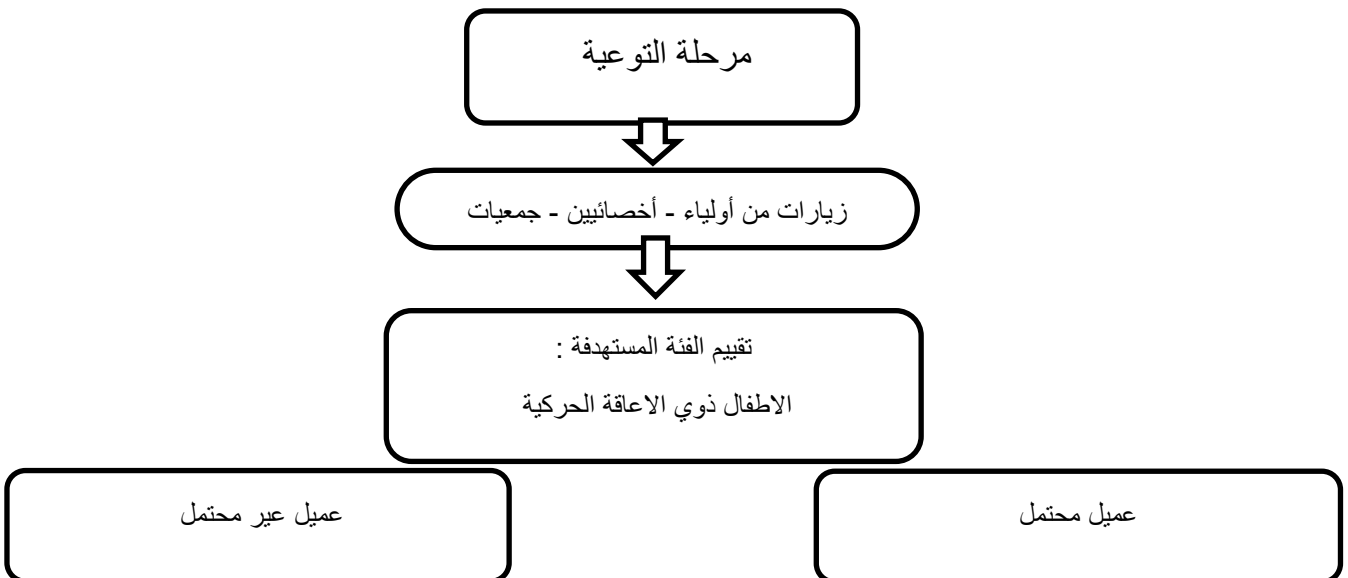 مرحلة التوعية
زيارات من أولياء - أخصائيين - جمعيات
تقييم الفئة المستهدفة :
الاطفال ذوي الاعاقة الحركية
عميل محتمل
عميل عير محتمل